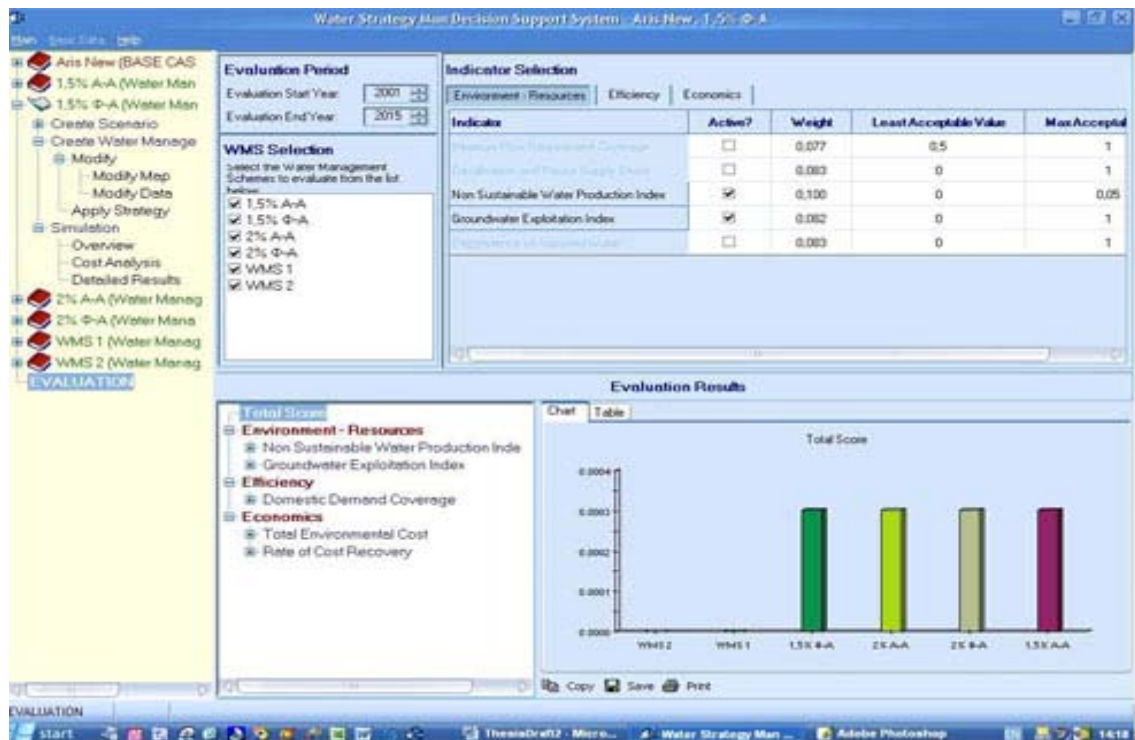 Water Strategy Man Decision Support System - Aris New, 1,5% Φ-A
Help
Aris New (BASE CAS
1,5% A-A (Water Man
1,5% Φ-A (Water Man
Create Scenario
Create Water Manage
Modify
Modify Map
Modify Data
Apply Strategy
Simulation
Overview
Cost Analysis
Detailed Results
2% A-A (Water Manag
2% Φ-A (Water Mana
WMS 1 (Water Manag
WMS 2 (Water Manag
EVALUATION
Evaluation Period
Evaluation Start Year: 2001
Evaluation End Year: 2015
WMS Selection
Select the Water Management
Schemes to evaluate from the list
below:
1,5% A-A
1,5% Φ-A
2% A-A
2% Φ-A
WMS 1
WMS 2
Indicator Selection
Environment - Resources Efficiency Economics
Indicator Active? Weight Least Acceptable Value Max Acceptal
0,077 0,5 1
0,083 0 1
Non Sustainable Water Production Index 0,100 0 0,05
Groundwater Exploitation Index 0,082 0 1
0,083 0 1
Evaluation Results
Total Score
Environment - Resources
Non Sustainable Water Production Inde
Groundwater Exploitation Index
Efficiency
Domestic Demand Coverage
Economics
Total Environmental Cost
Rate of Cost Recovery
Chart Table
Total Score
0.0004
0.0003
0.0002
0.0001
0.0000
WMS 2 WMS 1 1,5% Φ-A 2% A-A 2% Φ-A 1,5% A-A
Copy Save Print
EVALUATION
start ThesisDraft2 - Micro... Water Strategy Man ... Adobe Photoshop EN 14:18